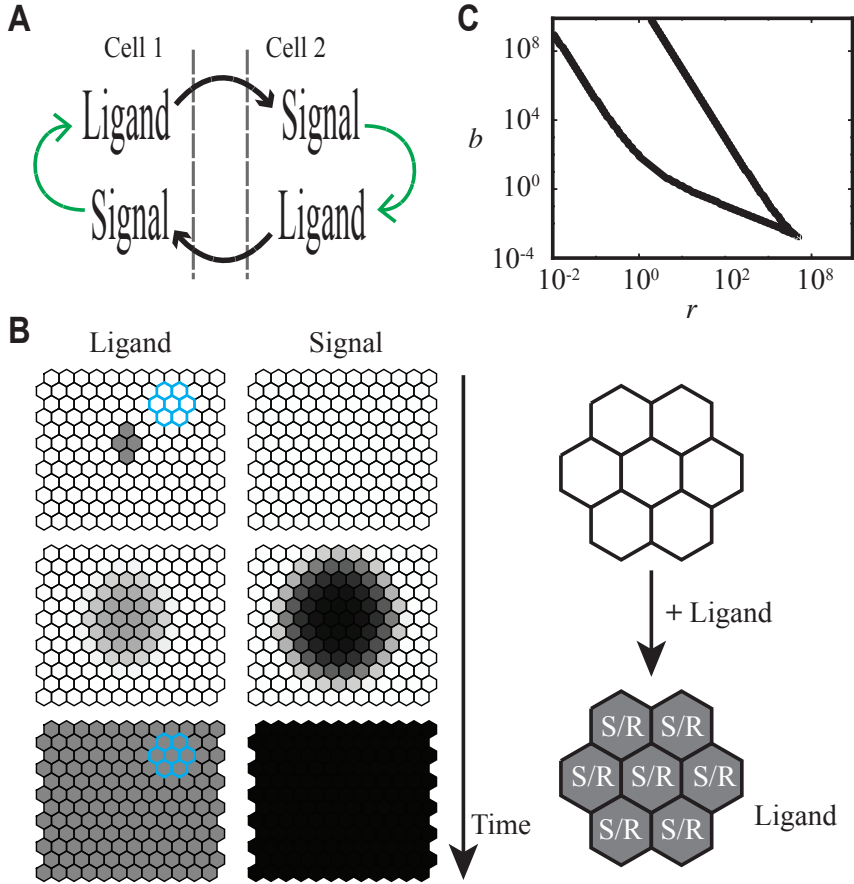 A
Cell 1 Cell 2
Ligand Signal
Signal Ligand
C
b
10^8
10^4
10^0
10^-4
10^-2 10^0 10^2 10^8
r
B
Ligand Signal
Time
+ Ligand
S/R S/R
S/R S/R S/R
S/R S/R
Ligand